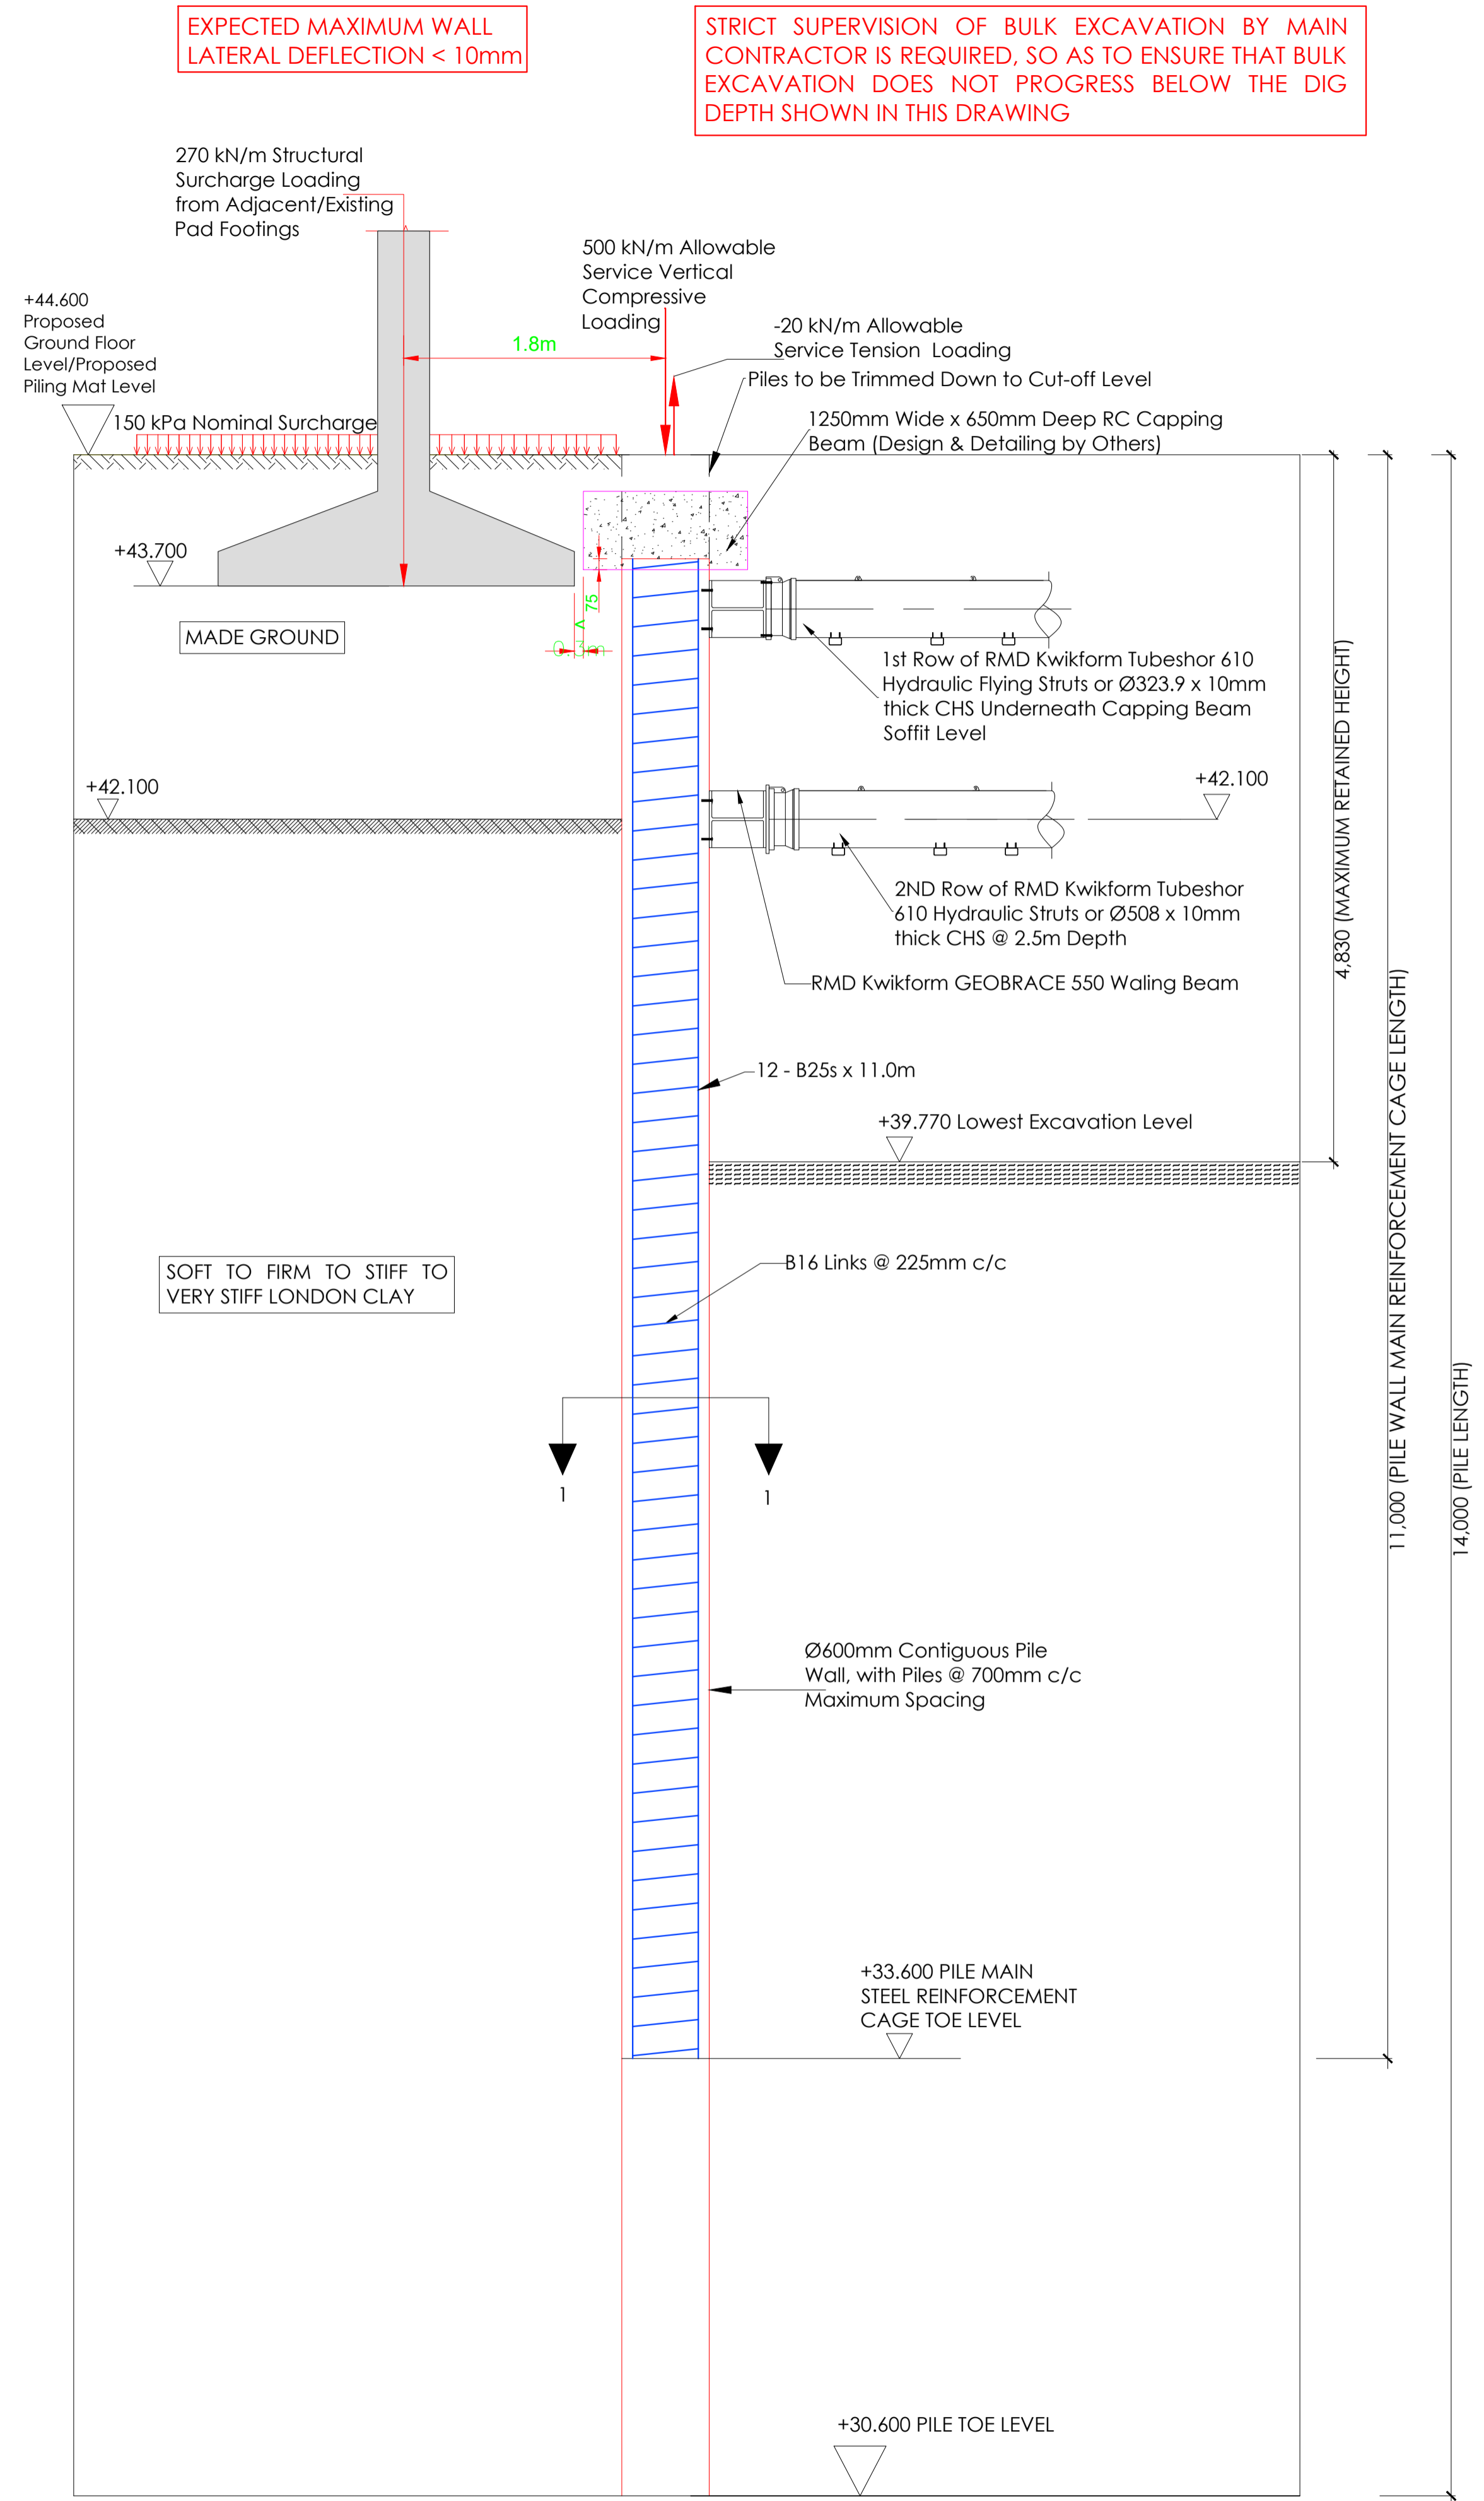 EXPECTED MAXIMUM WALL
LATERAL DEFLECTION < 10mm
STRICT SUPERVISION OF BULK EXCAVATION BY MAIN
CONTRACTOR IS REQUIRED, SO AS TO ENSURE THAT BULK
EXCAVATION DOES NOT PROGRESS BELOW THE DIG
DEPTH SHOWN IN THIS DRAWING
270 kN/m Structural
Surcharge Loading
from Adjacent/Existing
Pad Footings
500 kN/m Allowable
Service Vertical
Compressive
Loading
+44.600
Proposed
Ground Floor
Level/Proposed
Piling Mat Level
1.8m
-20 kN/m Allowable
Service Tension Loading
Piles to be Trimmed Down to Cut-off Level
150 kPa Nominal Surcharge
1250mm Wide x 650mm Deep RC Capping
Beam (Design & Detailing by Others)
+43.700
75
MADE GROUND
0.3m
1st Row of RMD Kwikform Tubeshor 610
Hydraulic Flying Struts or Ø323.9 x 10mm
thick CHS Underneath Capping Beam
Soffit Level
4,830 (MAXIMUM RETAINED HEIGHT)
+42.100
+42.100
2ND Row of RMD Kwikform Tubeshor
610 Hydraulic Struts or Ø508 x 10mm
thick CHS @ 2.5m Depth
RMD Kwikform GEOBRACE 550 Waling Beam
12 - B25s x 11.0m
+39.770 Lowest Excavation Level
11,000 (PILE WALL MAIN REINFORCEMENT CAGE LENGTH)
SOFT TO FIRM TO STIFF TO
VERY STIFF LONDON CLAY
B16 Links @ 225mm c/c
14,000 (PILE LENGTH)
1
1
Ø600mm Contiguous Pile
Wall, with Piles @ 700mm c/c
Maximum Spacing
+33.600 PILE MAIN
STEEL REINFORCEMENT
CAGE TOE LEVEL
+30.600 PILE TOE LEVEL